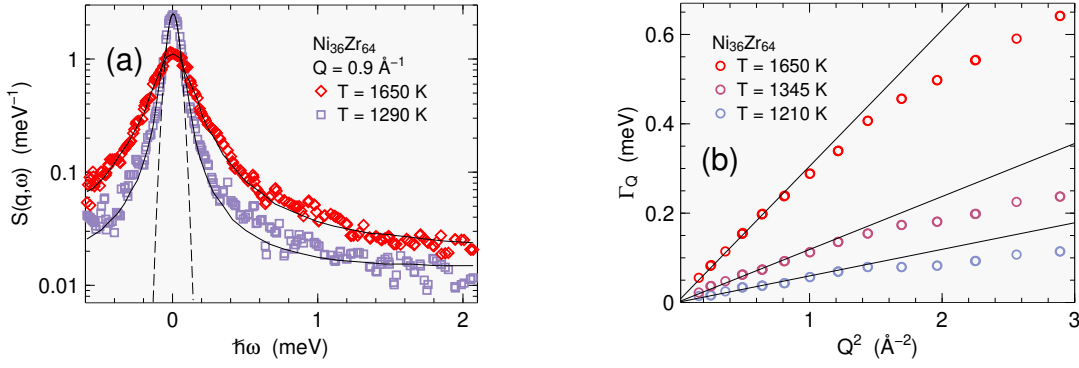 (a)
Ni36Zr64
Q = 0.9 Å−1
T = 1650 K
T = 1290 K
1
0.1
0.01
S(q,ω) (meV−1)
0
1
2
ħω (meV)
(b)
Ni36Zr64
T = 1650 K
T = 1345 K
T = 1210 K
0.6
0.4
0.2
0
ΓQ (meV)
0
1
2
3
Q2 (Å−2)